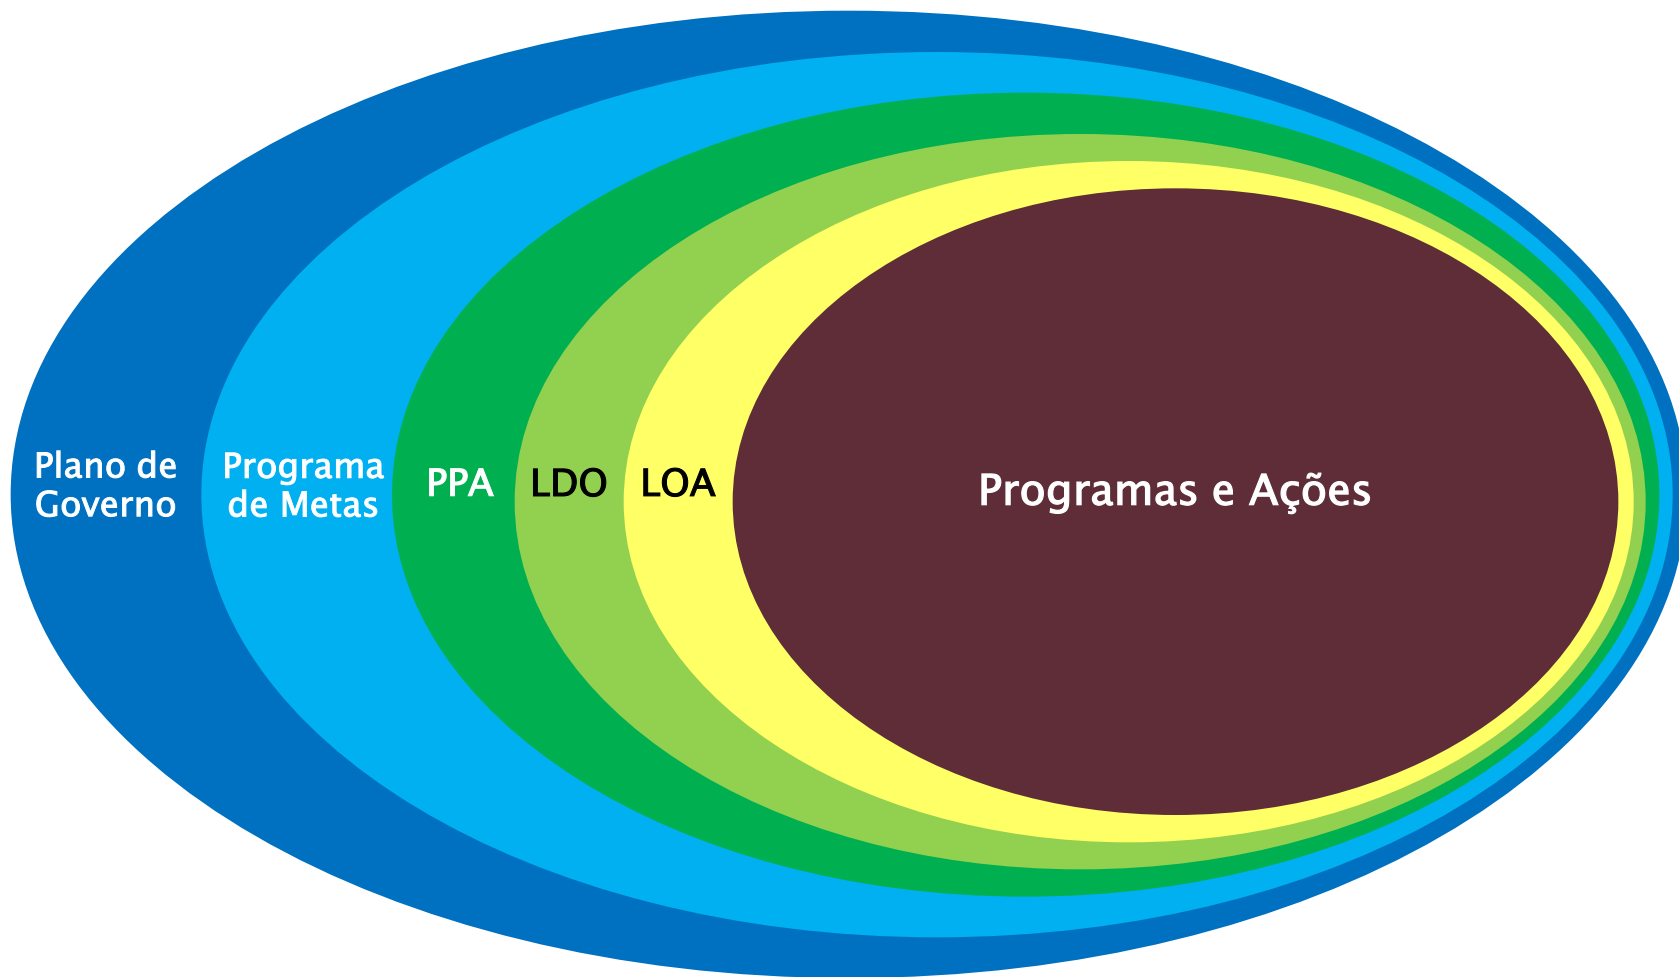 Plano de
Governo
Programa
de Metas
PPA
LDO
LOA
Programas e Ações